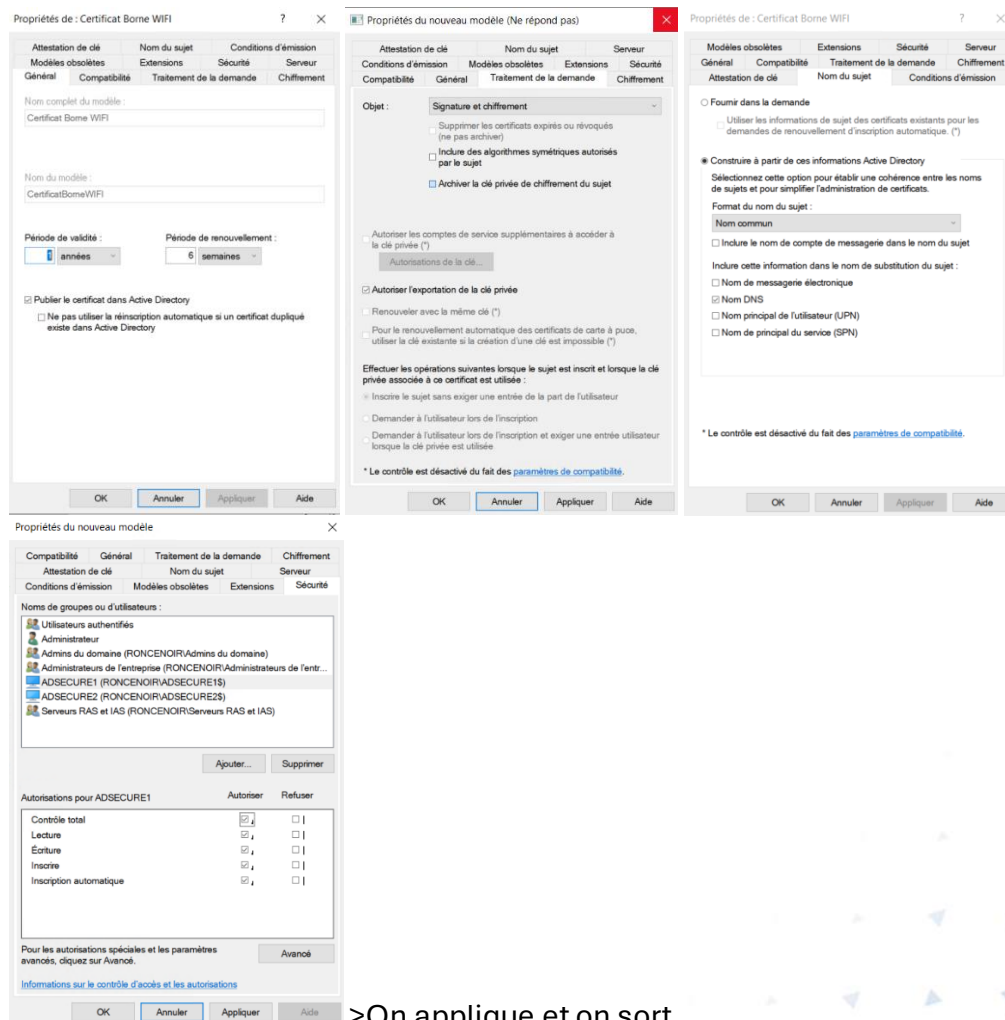 Propriétés de : Certificat Borne WIFI ? ×
Attestation de clé Nom du sujet Conditions d'émission
Modèles obsolètes Extensions Sécurité Serveur
Général Compatibilité Traitement de la demande Chiffrement
Nom complet du modèle :
Certificat Borne WIFI
Nom du modèle :
CertificatBorneWIFI
Période de validité : Période de renouvellement :
1 années 6 semaines
Publier le certificat dans Active Directory
Ne pas utiliser la réinscription automatique si un certificat dupliqué
existe dans Active Directory
OK Annuler Appliquer Aide
Propriétés du nouveau modèle (Ne répond pas) ×
Attestation de clé Nom du sujet Serveur
Conditions d'émission Modèles obsolètes Extensions Sécurité
Compatibilité Général Traitement de la demande Chiffrement
Objet : Signature et chiffrement
Supprimer les certificats expirés ou révoqués
(ne pas archiver)
Inclure des algorithmes symétriques autorisés
par le sujet
Archiver la clé privée de chiffrement du sujet
Autoriser les comptes de service supplémentaires à accéder à
la clé privée (*)
Autorisations de la clé...
Autoriser l'exportation de la clé privée
Renouveler avec la même clé (*)
Pour le renouvellement automatique des certificats de carte à puce,
utiliser la clé existante si la création d'une clé est impossible (*)
Effectuer les opérations suivantes lorsque le sujet est inscrit et lorsque la clé
privée associée à ce certificat est utilisée :
Inscrire le sujet sans exiger une entrée de la part de l'utilisateur
Demander à l'utilisateur lors de l'inscription
Demander à l'utilisateur lors de l'inscription et exiger une entrée utilisateur
lorsque la clé privée est utilisée
* Le contrôle est désactivé du fait des paramètres de compatibilité.
OK Annuler Appliquer Aide
Propriétés de : Certificat Borne WIFI ? ×
Modèles obsolètes Extensions Sécurité Serveur
Général Compatibilité Traitement de la demande Chiffrement
Attestation de clé Nom du sujet Conditions d'émission
Fournir dans la demande
Utiliser les informations de sujet des certificats existants pour les
demandes de renouvellement d'inscription automatique. (*)
Construire à partir de ces informations Active Directory
Sélectionnez cette option pour établir une cohérence entre les noms
de sujets et pour simplifier l'administration de certificats.
Format du nom du sujet :
Nom commun
Inclure le nom de compte de messagerie dans le nom du sujet
Inclure cette information dans le nom de substitution du sujet :
Nom de messagerie électronique
Nom DNS
Nom principal de l'utilisateur (UPN)
Nom de principal du service (SPN)
* Le contrôle est désactivé du fait des paramètres de compatibilité.
OK Annuler Appliquer Aide
Propriétés du nouveau modèle ×
Compatibilité Général Traitement de la demande Chiffrement
Attestation de clé Nom du sujet Serveur
Conditions d'émission Modèles obsolètes Extensions Sécurité
Noms de groupes ou d'utilisateurs :
Utilisateurs authentifiés
Administrateur
Admins du domaine (RONCENOIR\Admins du domaine)
Administrateurs de l'entreprise (RONCENOIR\Administrateurs de l'entr...
ADSECURE1 (RONCENOIR\ADSECURE1$)
ADSECURE2 (RONCENOIR\ADSECURE2$)
Serveurs RAS et IAS (RONCENOIR\Serveurs RAS et IAS)
Ajouter... Supprimer
Autorisations pour ADSECURE1 Autoriser Refuser
Contrôle total
Lecture
Écriture
Inscrire
Inscription automatique
Pour les autorisations spéciales et les paramètres
avancés, cliquez sur Avancé.
Avancé
Informations sur le contrôle d'accès et les autorisations
OK Annuler Appliquer Aide
>On applique et on sort